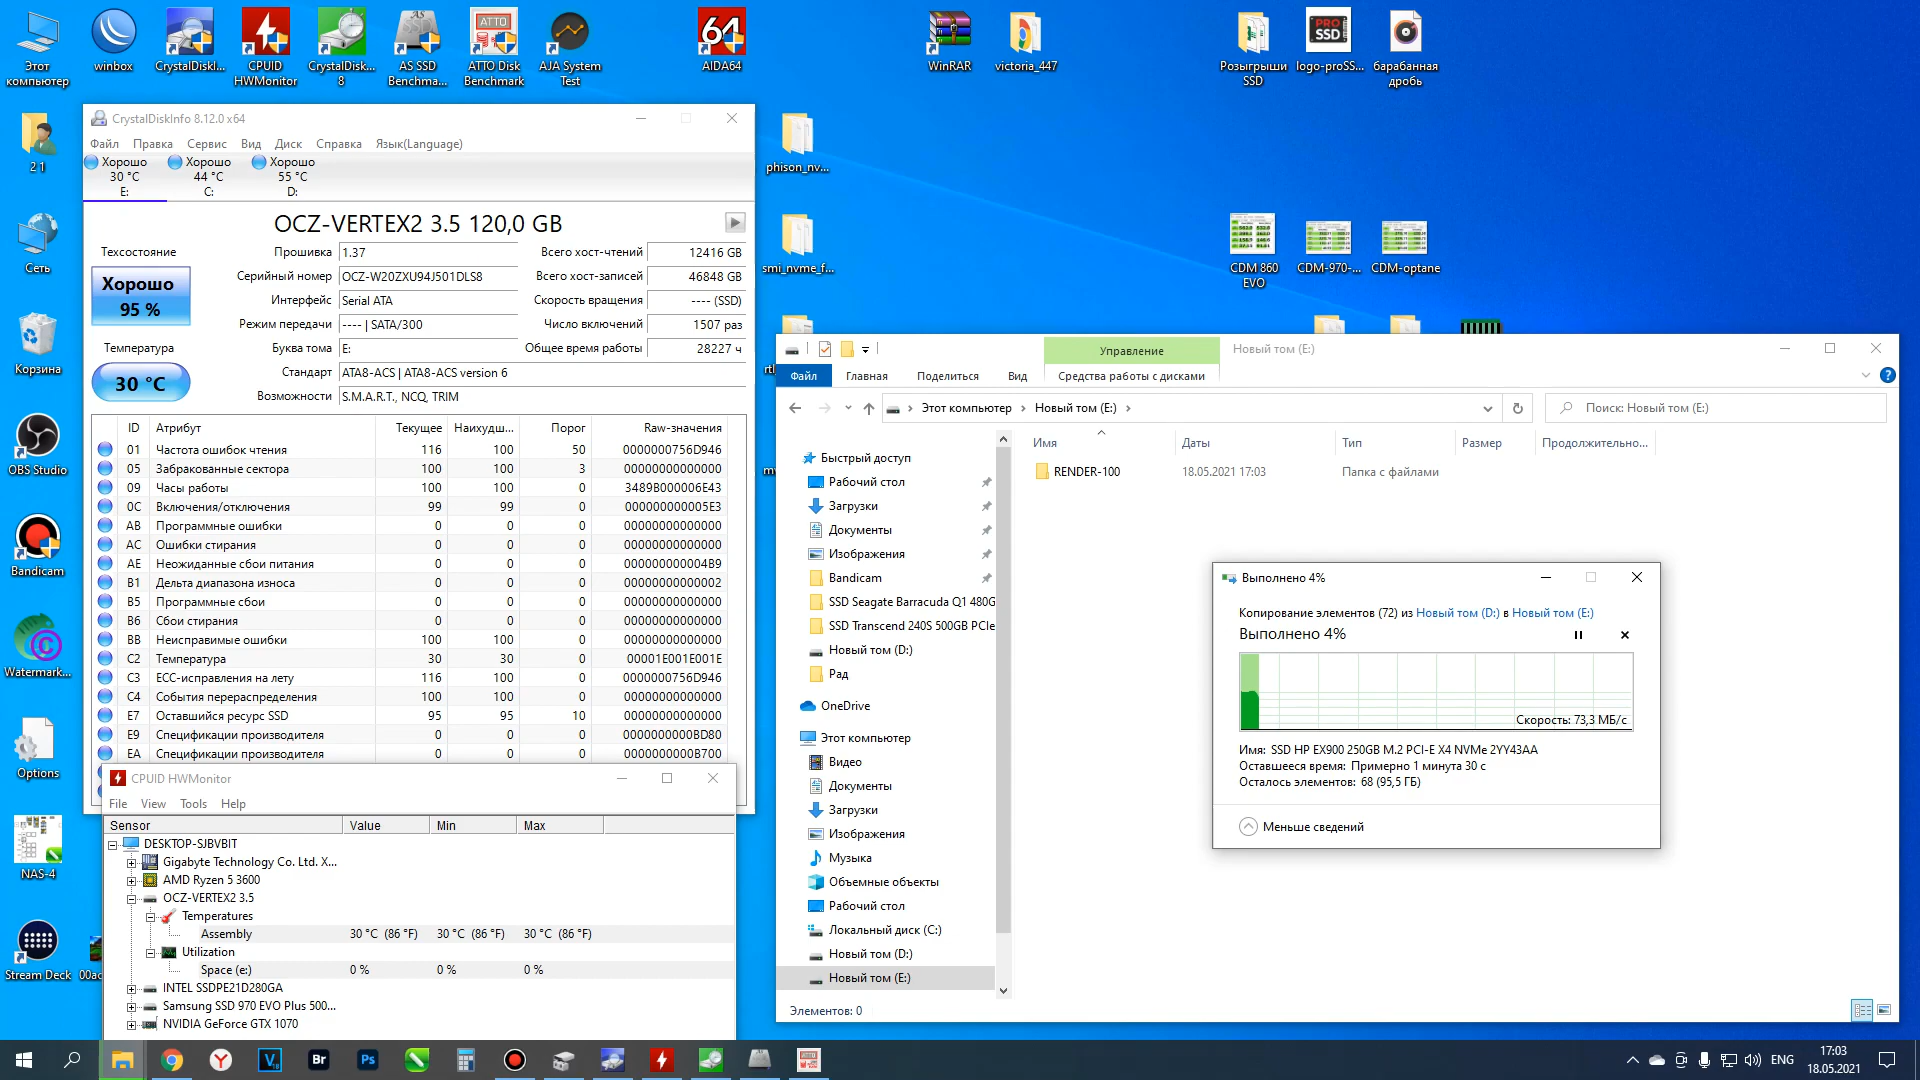 Этот компьютер
winbox
CrystalDiskI...
CPUID HWMonitor
CrystalDisk... 8
AS SSD Benchma...
ATTO Disk Benchmark
AJA System Test
AIDA64
WinRAR
victoria_447
Розыгрыши SSD
logo-proSS...
барабанная дробь
2 1
Сеть
Корзина
OBS Studio
Bandicam
Watermark...
Options
NAS-4
Stream Deck
phison_nv...
smi_nvme_f...
CDM 860 EVO
CDM-970-...
CDM-optane
CrystalDiskInfo 8.12.0 x64
Файл Правка Сервис Вид Диск Справка Язык(Language)
Хорошо Хорошо Хорошо
30 °C 44 °C 55 °C
E: C: D:
OCZ-VERTEX2 3.5 120,0 GB
Техсостояние
Хорошо
95 %
Температура
30 °C
Прошивка 1.37
Серийный номер OCZ-W20ZXU94J501DLS8
Интерфейс Serial ATA
Режим передачи ---- | SATA/300
Буква тома E:
Стандарт ATA8-ACS | ATA8-ACS version 6
Возможности S.M.A.R.T., NCQ, TRIM
Всего хост-чтений 12416 GB
Всего хост-записей 46848 GB
Скорость вращения ---- (SSD)
Число включений 1507 раз
Общее время работы 28227 ч
ID Атрибут Текущее Наихудш... Порог Raw-значения
01 Частота ошибок чтения 116 100 50 0000000756D946
05 Забракованные сектора 100 100 3 00000000000000
09 Часы работы 100 100 0 3489B000006E43
0C Включения/отключения 99 99 0 000000000005E3
AB Программные ошибки 0 0 0 00000000000000
AC Ошибки стирания 0 0 0 00000000000000
AE Неожиданные сбои питания 0 0 0 000000000004B9
B1 Дельта диапазона износа 0 0 0 00000000000002
B5 Программные сбои 0 0 0 00000000000000
B6 Сбои стирания 0 0 0 00000000000000
BB Неисправимые ошибки 100 100 0 00000000000000
C2 Температура 30 30 0 00001E001E001E
C3 ECC-исправления на лету 116 100 0 0000000756D946
C4 События перераспределения 100 100 0 00000000000000
E7 Оставшийся ресурс SSD 95 95 10 00000000000000
E9 Спецификации производителя 0 0 0 0000000000BD80
EA Спецификации производителя 0 0 0 0000000000B700
CPUID HWMonitor
File View Tools Help
Sensor Value Min Max
DESKTOP-SJBVBIT
Gigabyte Technology Co. Ltd. X...
AMD Ryzen 5 3600
OCZ-VERTEX2 3.5
Temperatures
Assembly 30 °C (86 °F) 30 °C (86 °F) 30 °C (86 °F)
Utilization
Space (e:) 0 % 0 % 0 %
INTEL SSDPE21D280GA
Samsung SSD 970 EVO Plus 500...
NVIDIA GeForce GTX 1070
Управление Новый том (E:)
Файл Главная Поделиться Вид Средства работы с дисками
Этот компьютер Новый том (E:)
Поиск: Новый том (E:)
Имя Даты Тип Размер Продолжительно...
RENDER-100 18.05.2021 17:03 Папка с файлами
Быстрый доступ
Рабочий стол
Загрузки
Документы
Изображения
Bandicam
SSD Seagate Barracuda Q1 480G
SSD Transcend 240S 500GB PCIe
Новый том (D:)
Рад
OneDrive
Этот компьютер
Видео
Документы
Загрузки
Изображения
Музыка
Объемные объекты
Рабочий стол
Локальный диск (C:)
Новый том (D:)
Новый том (E:)
Элементов: 0
Выполнено 4%
Копирование элементов (72) из Новый том (D:) в Новый том (E:)
Выполнено 4%
Скорость: 73,3 МБ/с
Имя: SSD HP EX900 250GB M.2 PCI-E X4 NVMe 2YY43AA
Оставшееся время: Примерно 1 минута 30 с
Осталось элементов: 68 (95,5 ГБ)
Меньше сведений
ENG
17:03
18.05.2021